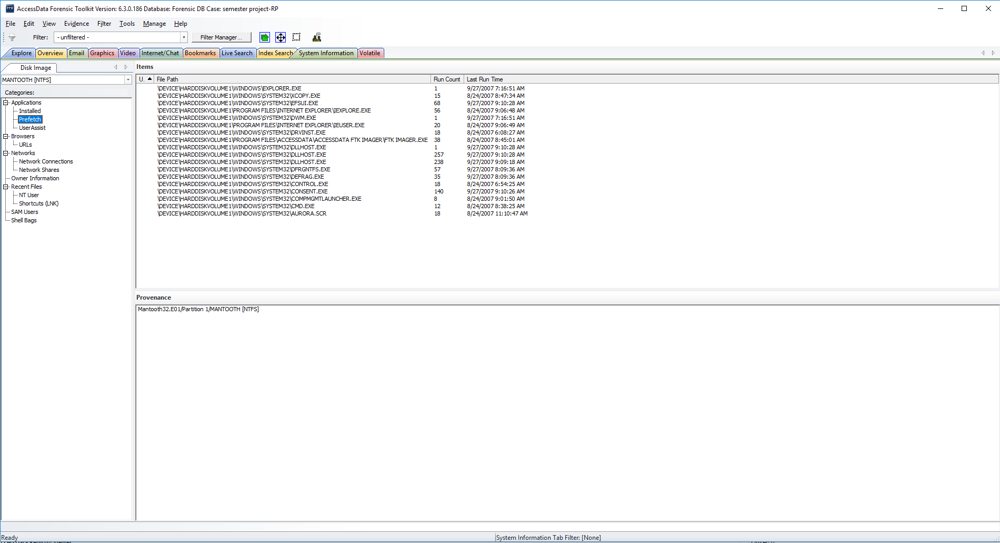 AccessData Forensic Toolkit Version: 6.3.0.186 Database: Forensic DB Case: semester project-RP
File Edit View Evidence Filter Tools Manage Help
Filter: - unfiltered - Filter Manager...
Explore Overview Email Graphics Video Internet/Chat Bookmarks Live Search Index Search System Information Volatile
Disk Image
MANTOOTH [NTFS]
Categories:
Applications
Installed
Prefetch
UserAssist
Browsers
URLs
Networks
Network Connections
Network Shares
Owner Information
Recent Files
NT User
Shortcuts (LNK)
SAM Users
Shell Bags
Items
U. File Path Run Count Last Run Time
\DEVICE\HARDDISKVOLUME1\WINDOWS\EXPLORER.EXE 1 9/27/2007 7:16:51 AM
\DEVICE\HARDDISKVOLUME1\WINDOWS\SYSTEM32\XCOPY.EXE 15 8/24/2007 8:47:34 AM
\DEVICE\HARDDISKVOLUME1\WINDOWS\SYSTEM32\EFSUI.EXE 68 9/27/2007 9:10:28 AM
\DEVICE\HARDDISKVOLUME1\PROGRAM FILES\INTERNET EXPLORER\IEXPLORE.EXE 56 8/24/2007 9:06:48 AM
\DEVICE\HARDDISKVOLUME1\WINDOWS\SYSTEM32\DWM.EXE 1 9/27/2007 7:16:51 AM
\DEVICE\HARDDISKVOLUME1\PROGRAM FILES\INTERNET EXPLORER\IEUSER.EXE 20 8/24/2007 9:06:49 AM
\DEVICE\HARDDISKVOLUME1\WINDOWS\SYSTEM32\DRVINST.EXE 18 8/24/2007 6:08:27 AM
\DEVICE\HARDDISKVOLUME1\PROGRAM FILES\ACCESSDATA\ACCESSDATA FTK IMAGER\FTK IMAGER.EXE 38 8/24/2007 8:45:01 AM
\DEVICE\HARDDISKVOLUME1\WINDOWS\SYSTEM32\DLLHOST.EXE 1 9/27/2007 9:10:28 AM
\DEVICE\HARDDISKVOLUME1\WINDOWS\SYSTEM32\DLLHOST.EXE 257 9/27/2007 9:10:28 AM
\DEVICE\HARDDISKVOLUME1\WINDOWS\SYSTEM32\DLLHOST.EXE 238 9/27/2007 9:09:18 AM
\DEVICE\HARDDISKVOLUME1\WINDOWS\SYSTEM32\DFRGNTFS.EXE 57 9/27/2007 8:09:36 AM
\DEVICE\HARDDISKVOLUME1\WINDOWS\SYSTEM32\DEFRAG.EXE 35 9/27/2007 8:09:36 AM
\DEVICE\HARDDISKVOLUME1\WINDOWS\SYSTEM32\CONTROL.EXE 18 8/24/2007 6:54:25 AM
\DEVICE\HARDDISKVOLUME1\WINDOWS\SYSTEM32\CONSENT.EXE 140 9/27/2007 9:10:26 AM
\DEVICE\HARDDISKVOLUME1\WINDOWS\SYSTEM32\COMPMGMTLAUNCHER.EXE 8 8/24/2007 9:01:50 AM
\DEVICE\HARDDISKVOLUME1\WINDOWS\SYSTEM32\CMD.EXE 12 8/24/2007 8:38:25 AM
\DEVICE\HARDDISKVOLUME1\WINDOWS\SYSTEM32\AURORA.SCR 18 8/24/2007 11:10:47 AM
Provenance
Mantooth32.E01/Partition 1/MANTOOTH [NTFS]
Ready System Information Tab Filter: [None]